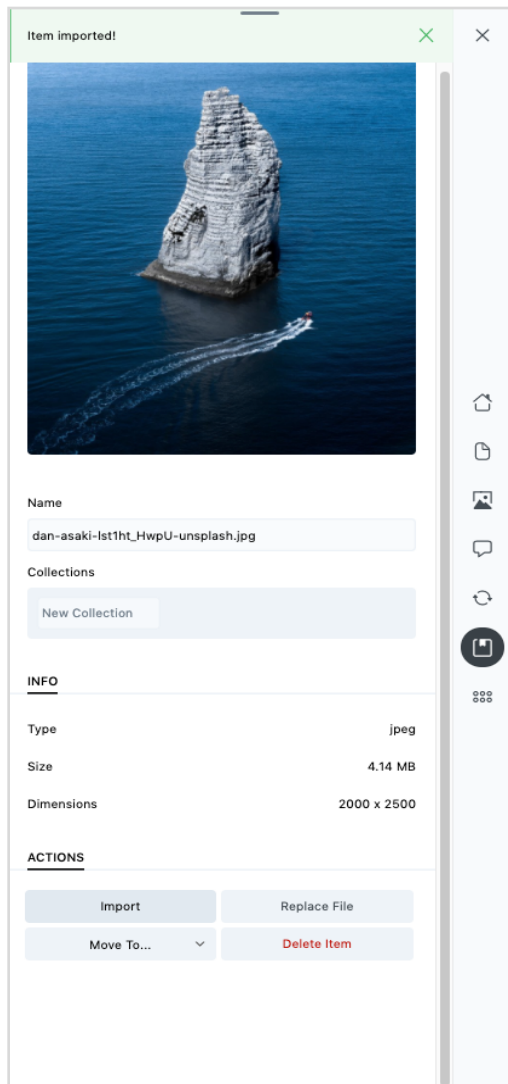 Item imported!
Name
dan-asaki-lst1ht_HwpU-unsplash.jpg
Collections
New Collection
INFO
Type jpeg
Size 4.14 MB
Dimensions 2000 x 2500
ACTIONS
Import Replace File
Move To... Delete Item